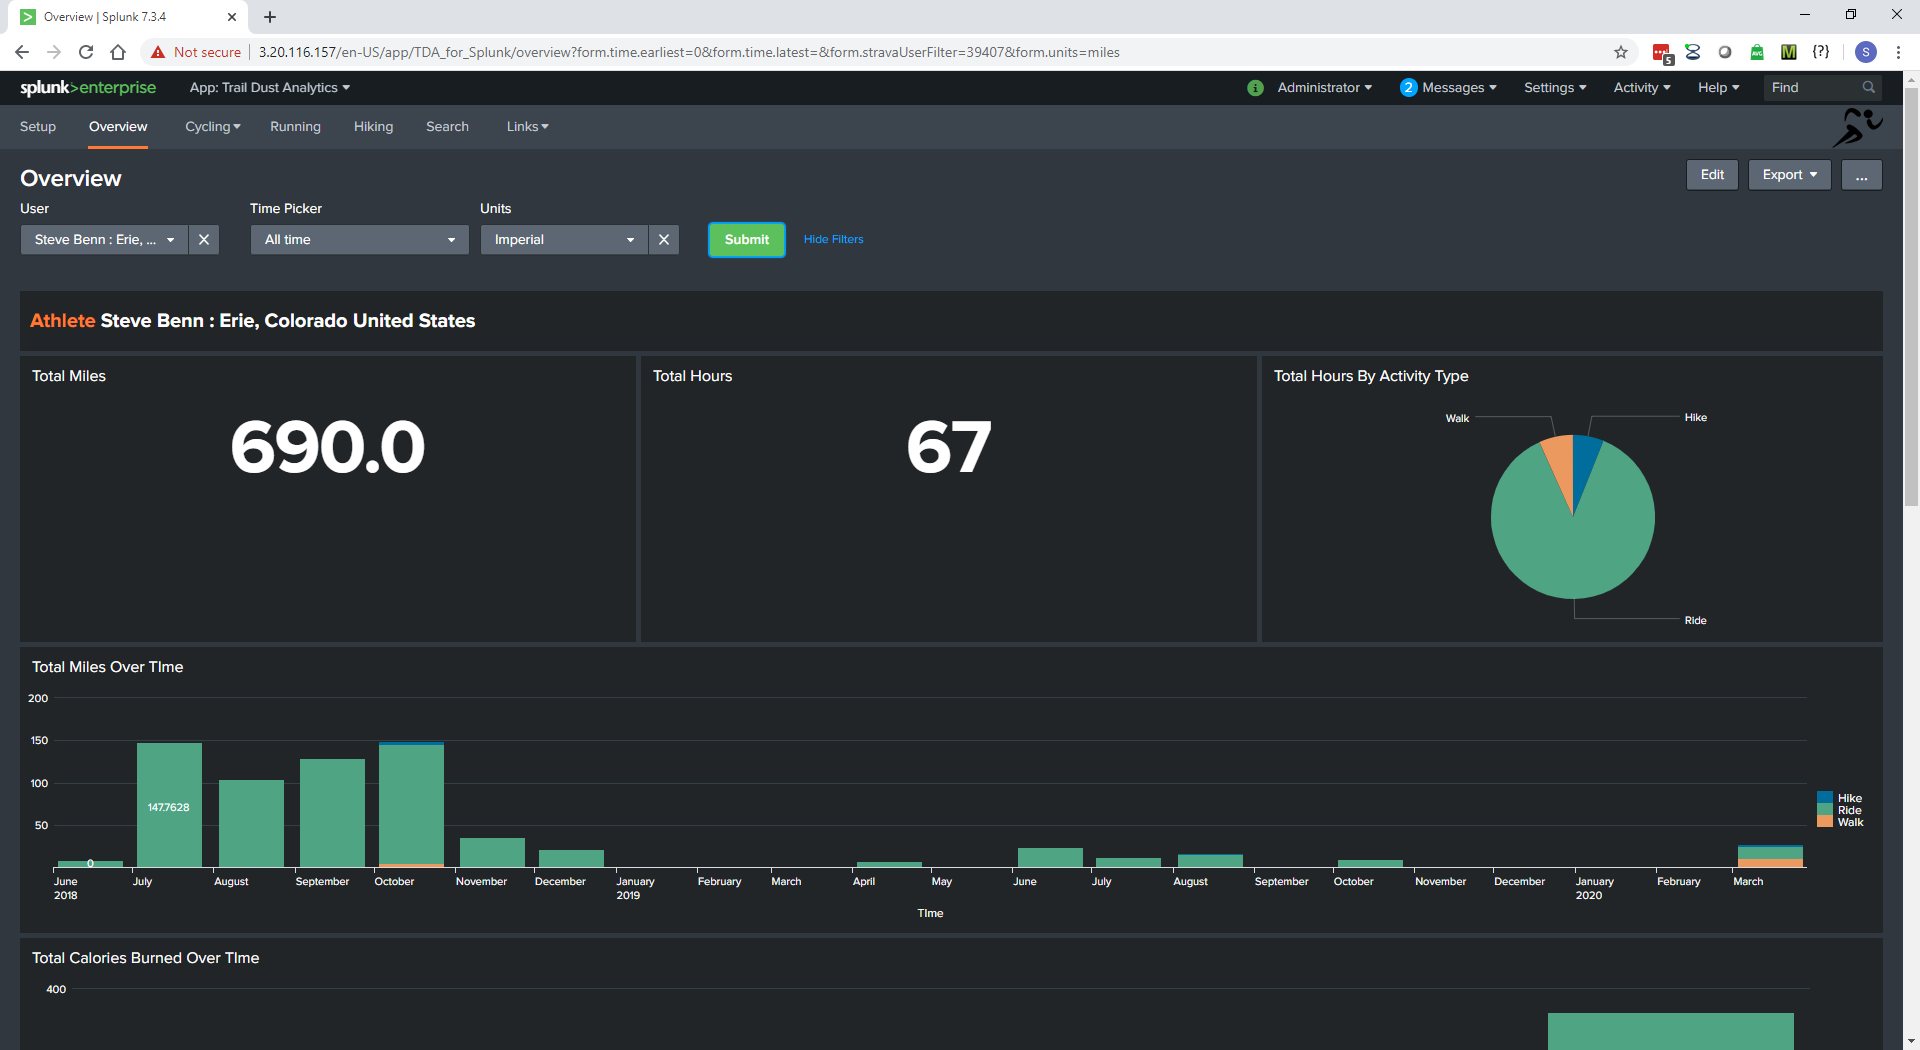 Overview | Splunk 7.3.4
Not secure
3.20.116.157/en-US/app/TDA_for_Splunk/overview?form.time.earliest=0&form.time.latest=&form.stravaUserFilter=39407&form.units=miles
5
AVG
M
{?}
S
splunk>enterprise
App: Trail Dust Analytics
i
Administrator
2
Messages
Settings
Activity
Help
Find
Setup
Overview
Cycling
Running
Hiking
Search
Links
Overview
Edit
Export
...
User
Time Picker
Units
Steve Benn : Erie, ...
All time
Imperial
Submit
Hide Filters
Athlete Steve Benn : Erie, Colorado United States
Total Miles
690.0
Total Hours
67
Total Hours By Activity Type
Walk
Hike
Ride
Total Miles Over TIme
200
150
100
50
147.7628
0
June
2018
July
August
September
October
November
December
January
2019
February
March
April
May
June
July
August
September
October
November
December
January
2020
February
March
TIme
Hike
Ride
Walk
Total Calories Burned Over TIme
400